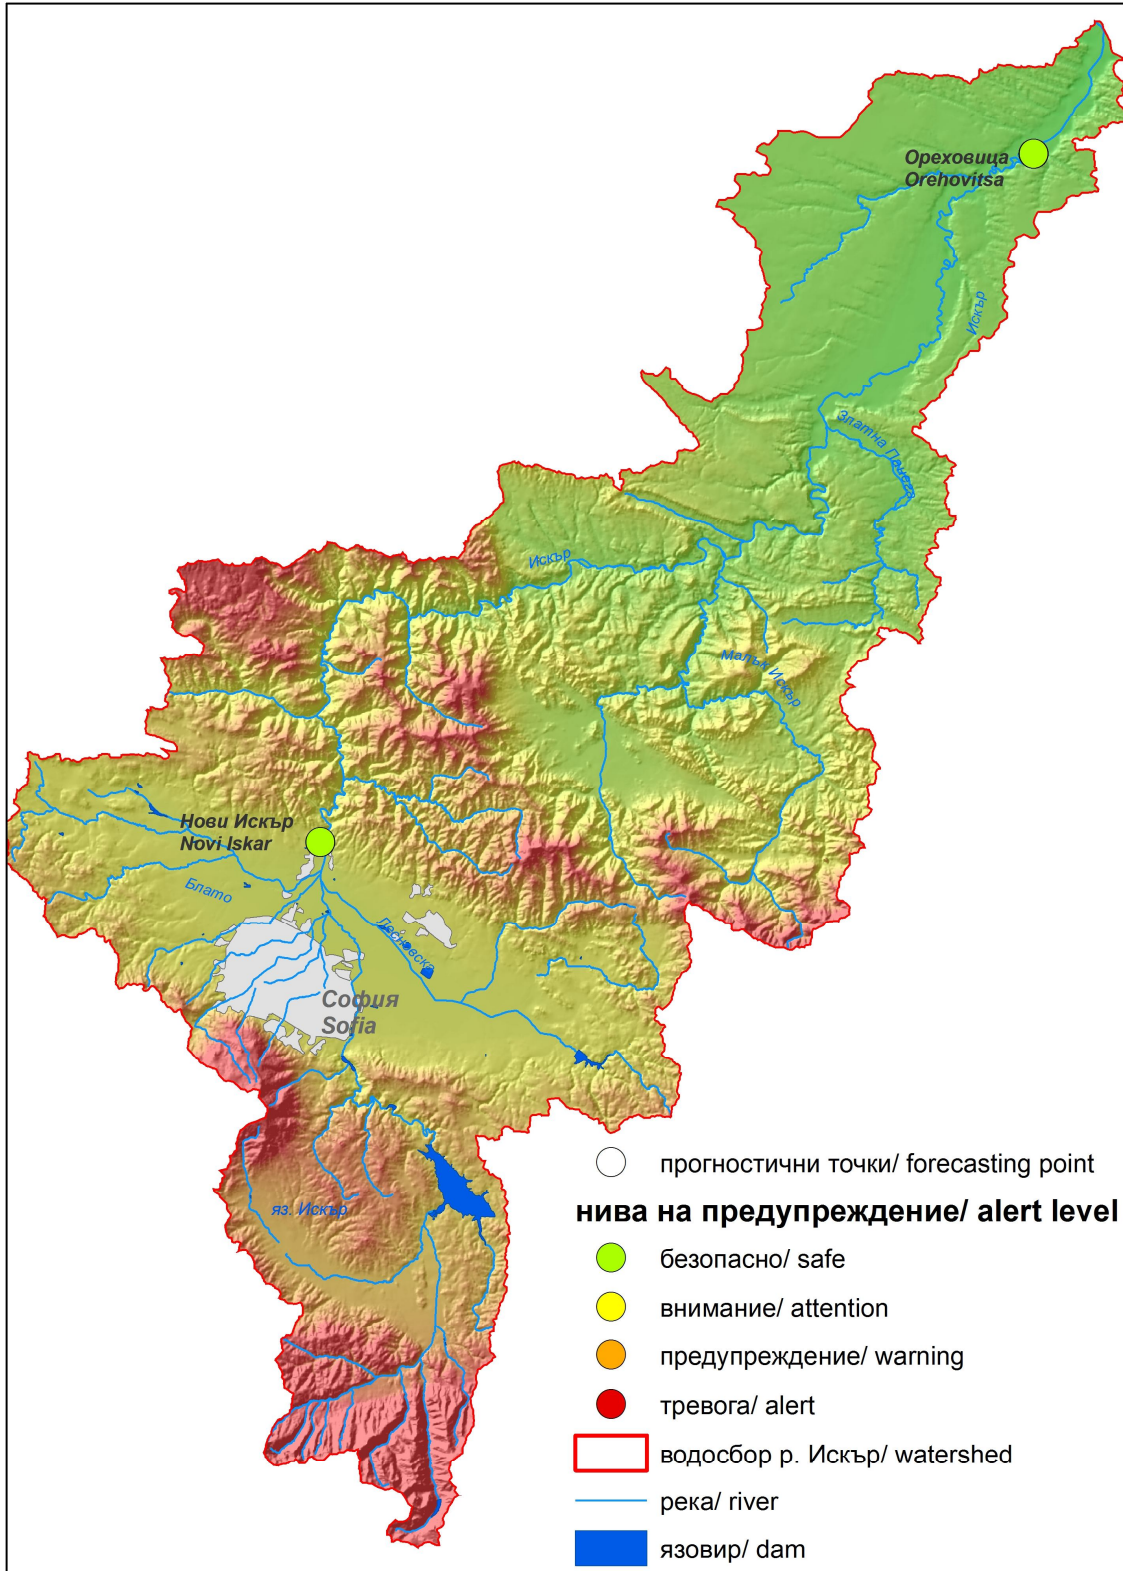 Ореховица
Orehovitsa
Искър
Златна Панега
Искър
Малък Искър
Нови Искър
Novi Iskar
Блато
Лесновска
София
Sofia
яз. Искър
прогностични точки/ forecasting point
нива на предупреждение/ alert level
безопасно/ safe
внимание/ attention
предупреждение/ warning
тревога/ alert
водосбор р. Искър/ watershed
река/ river
язовир/ dam